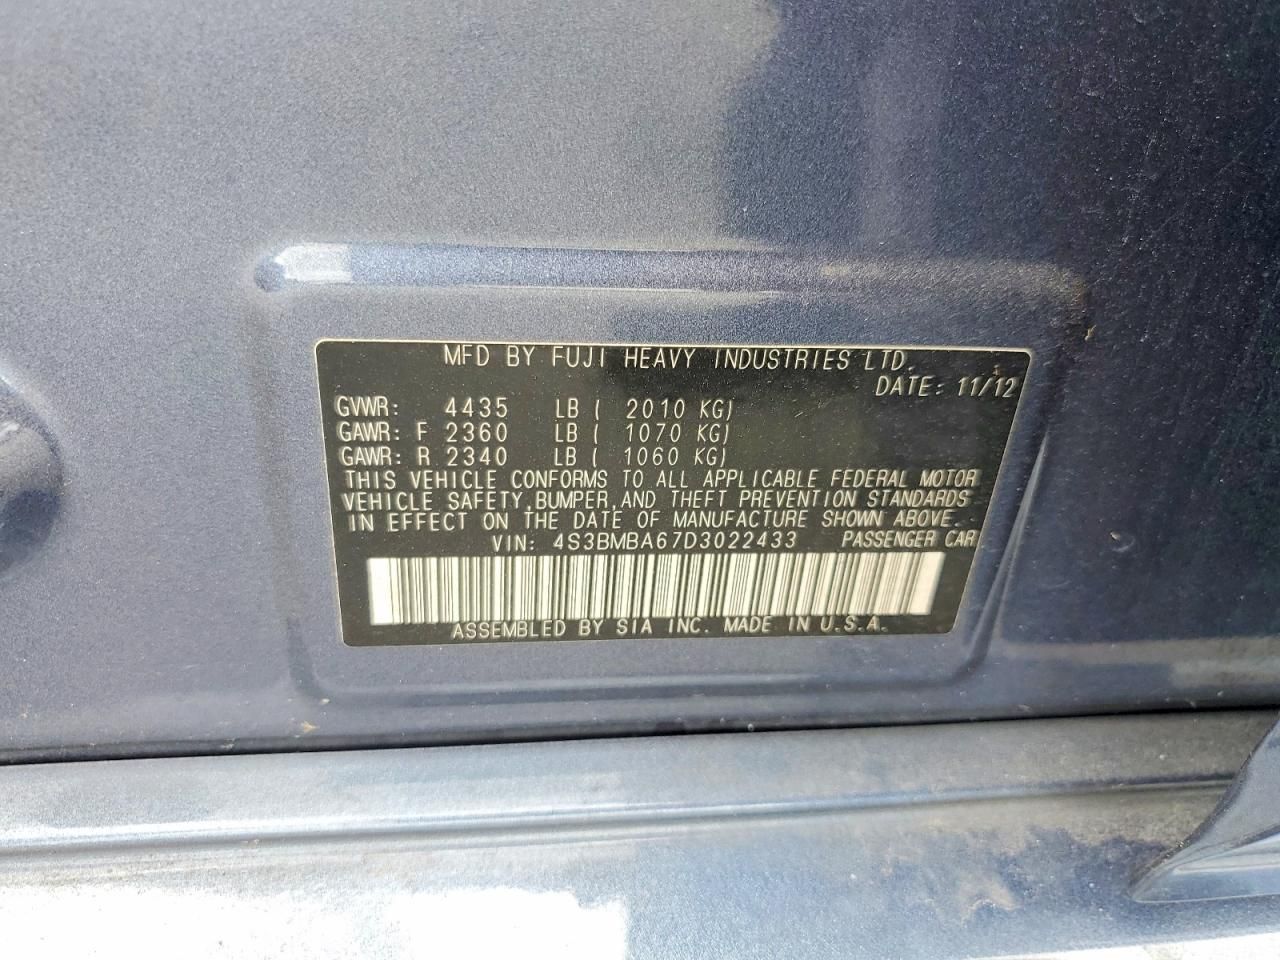 MFD BY FUJI HEAVY INDUSTRIES LTD.
DATE: 11/12
GVWR: 4435 LB ( 2010 KG)
GAWR: F 2360 LB ( 1070 KG)
GAWR: R 2340 LB ( 1060 KG)
THIS VEHICLE CONFORMS TO ALL APPLICABLE FEDERAL MOTOR
VEHICLE SAFETY, BUMPER, AND THEFT PREVENTION STANDARDS
IN EFFECT ON THE DATE OF MANUFACTURE SHOWN ABOVE.
VIN: 4S3BMBA67D3022433 PASSENGER CAR
ASSEMBLED BY SIA INC. MADE IN U.S.A.